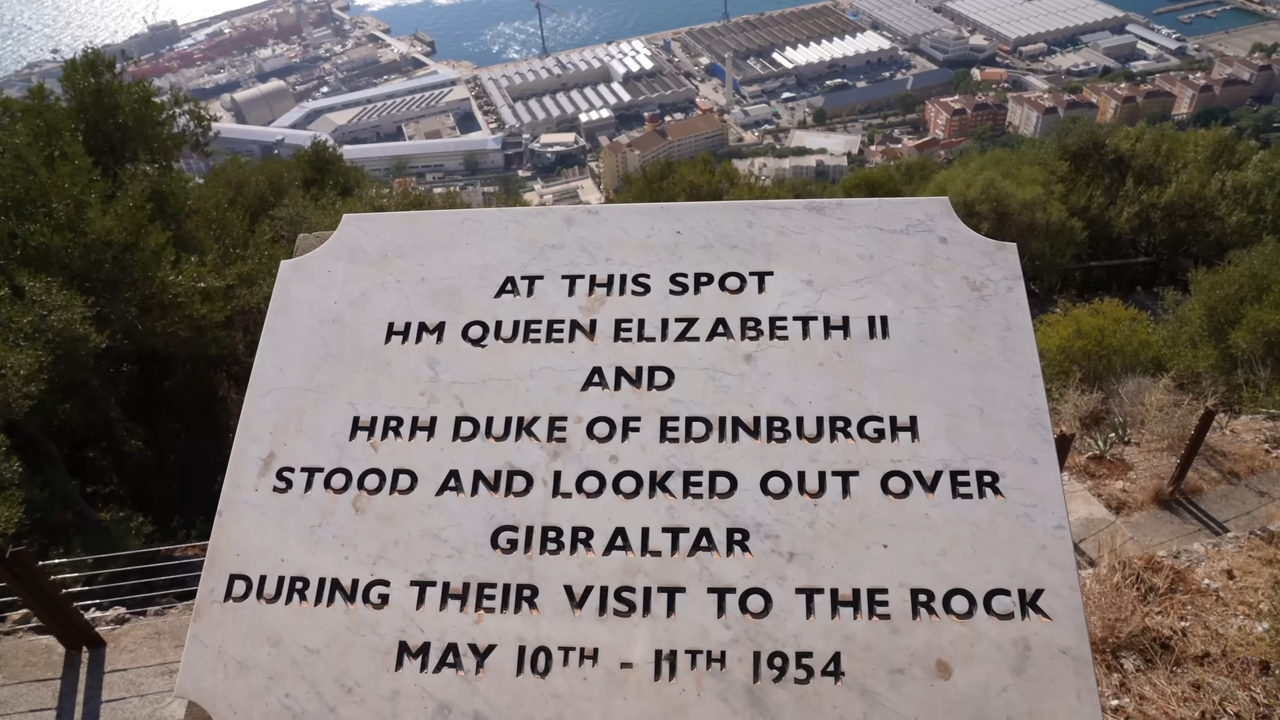 AT THIS SPOT
HM QUEEN ELIZABETH II
AND
HRH DUKE OF EDINBURGH
STOOD AND LOOKED OUT OVER
GIBRALTAR
DURING THEIR VISIT TO THE ROCK
MAY 10TH - 11TH 1954